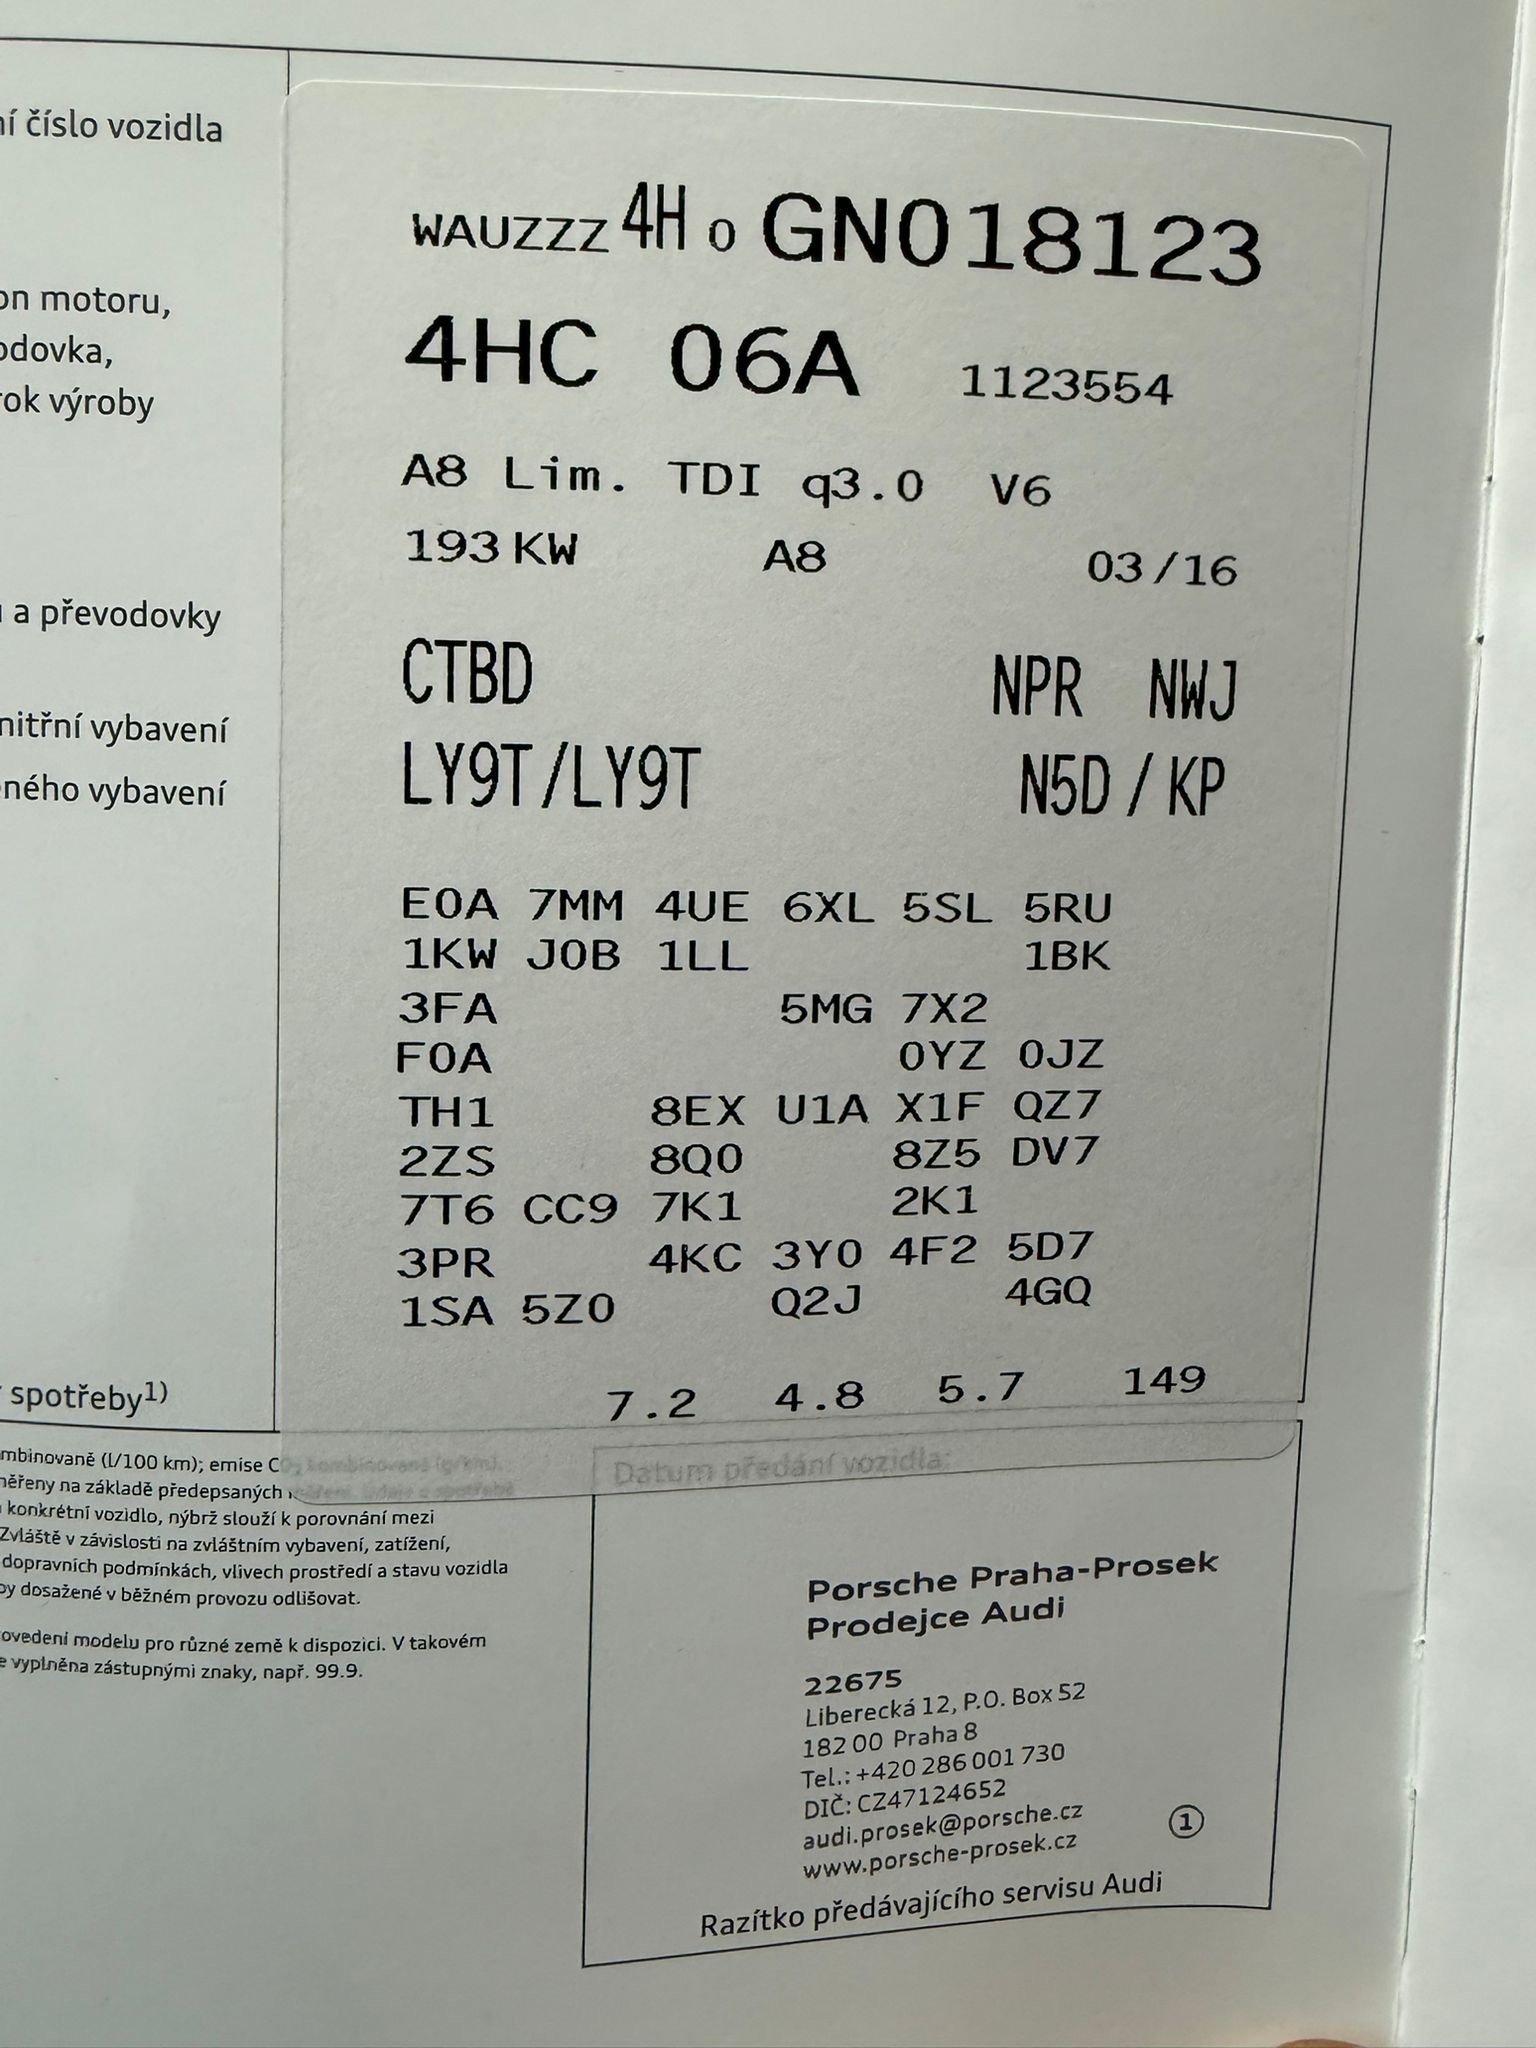 ní číslo vozidla
WAUZZZ 4H 0 GN018123
on motoru,
4HC 06A 1123554
odovka,
rok výroby
A8 Lim. TDI q3.0 V6
193 KW A8 03/16
a převodovky
CTBD NPR NWJ
nitřní vybavení
LY9T/LY9T N5D/KP
ného vybavení
E0A 7MM 4UE 6XL 5SL 5RU
1KW J0B 1LL 1BK
3FA 5MG 7X2
F0A 0YZ 0JZ
TH1 8EX U1A X1F QZ7
2ZS 8Q0 8Z5 DV7
7T6 CC9 7K1 2K1
3PR 4KC 3Y0 4F2 5D7
1SA 5Z0 Q2J 4GQ
spotřeby1)
7.2 4.8 5.7 149
mbinovaně (l/100 km); emise CO2 kombinovaně (g/km).
ěřeny na základě předepsaných měření. Údaje o spotřebě
konkrétní vozidlo, nýbrž slouží k porovnání mezi
Zvláště v závislosti na zvláštním vybavení, zatížení,
dopravních podmínkách, vlivech prostředí a stavu vozidla
by dosažené v běžném provozu odlišovat.
ovedení modelu pro různé země k dispozici. V takovém
e vyplněna zástupnými znaky, např. 99.9.
Datum předání vozidla:
Porsche Praha-Prosek
Prodejce Audi
22675
Liberecká 12, P.O. Box 52
182 00 Praha 8
Tel.: +420 286 001 730
DIČ: CZ47124652
audi.prosek@porsche.cz
www.porsche-prosek.cz
1
Razítko předávajícího servisu Audi